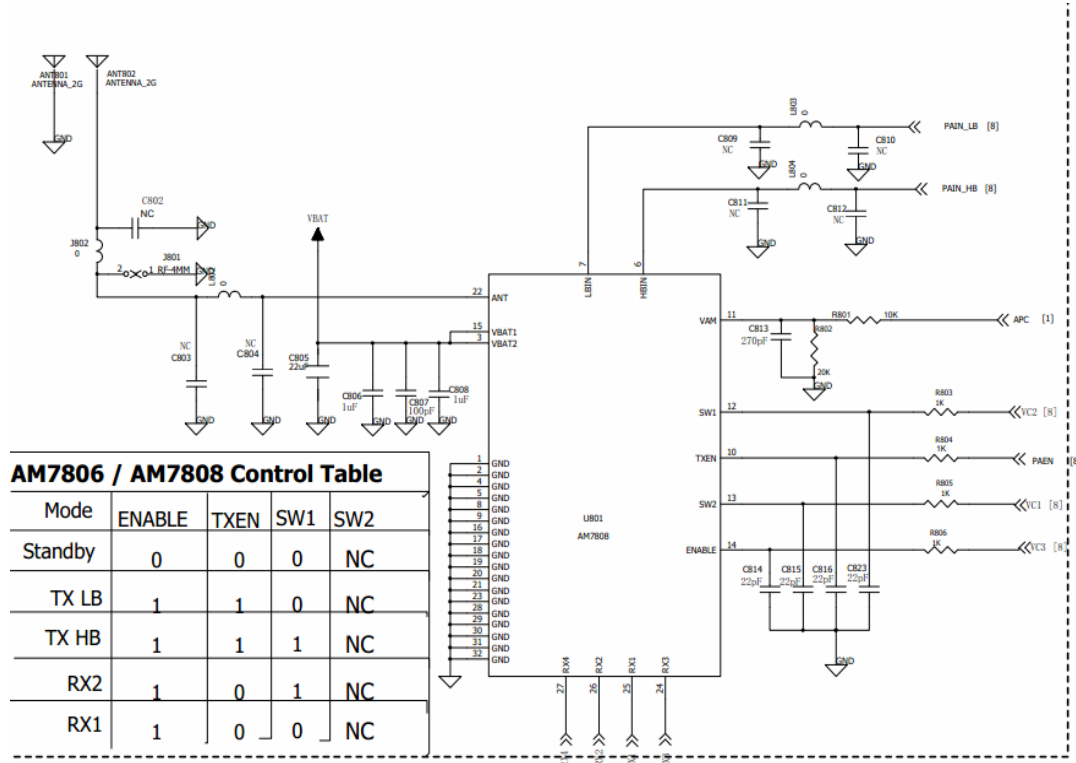 ANT801
ANTENNA_2G
ANT802
ANTENNA_2G
GND
C802
NC
GND
J802
0
J801
2 1 RF-4MM
GND
L802
0
VBAT
NC
C803
NC
C804
C805
22uF
C806
1uF
C807
100pF
C808
1uF
GND
GND
GND
GND
GND
GND
L803
0
C809
NC
C810
NC
PAIN_LB [8]
GND
GND
L804
0
C811
NC
C812
NC
PAIN_HB [8]
GND
GND
7
LBIN
6
HBIN
22 ANT
15 VBAT1
3 VBAT2
1 GND
2 GND
4 GND
5 GND
8 GND
9 GND
16 GND
17 GND
18 GND
19 GND
20 GND
21 GND
23 GND
28 GND
29 GND
30 GND
31 GND
32 GND
U801
AM7808
VAM 11
SW1 12
TXEN 10
SW2 13
ENABLE 14
C813
270pF
R802
20K
GND
R801 10K
APC [1]
R803
1K
VC2 [8]
R804
1K
PAEN [8
R805
1K
VC1 [8]
R806
1K
VC3 [8]
C814
22pF
C815
22pF
C816
22pF
C823
22pF
GND
RX4
27
RX2
26
RX1
25
RX3
24
AM7806 / AM7808 Control Table
Mode ENABLE TXEN SW1 SW2
Standby 0 0 0 NC
TX LB 1 1 0 NC
TX HB 1 1 1 NC
RX2 1 0 1 NC
RX1 1 0 0 NC